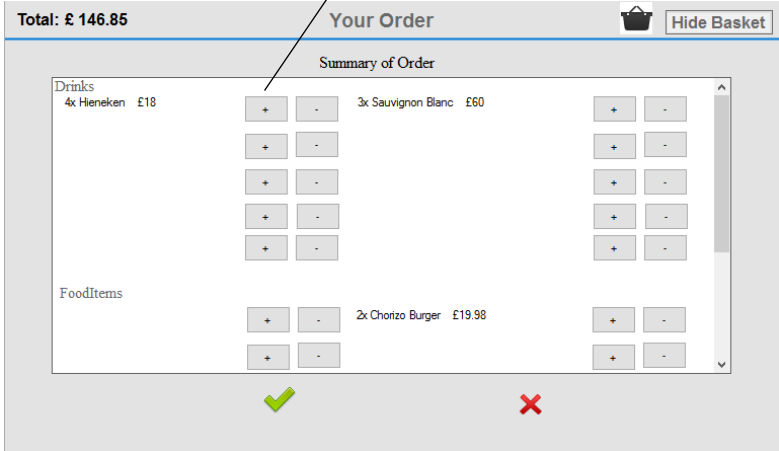 Total: £ 146.85 Your Order Hide Basket
Summary of Order
Drinks
4x Hieneken £18 + - 3x Sauvignon Blanc £60 + -
+ - + -
+ - + -
+ - + -
+ - + -
FoodItems
+ - 2x Chorizo Burger £19.98 + -
+ - + -